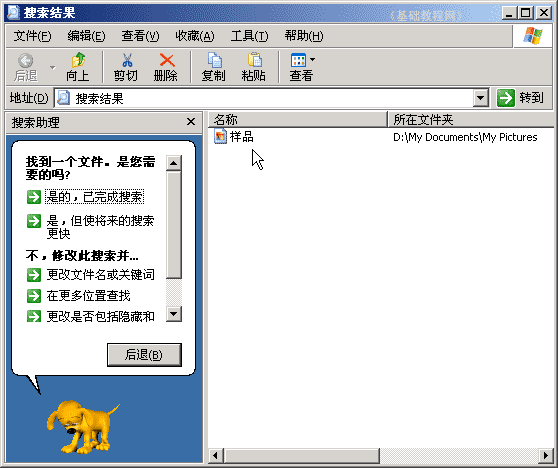 搜索结果
《基础教程网》
文件(F) 编辑(E) 查看(V) 收藏(A) 工具(T) 帮助(H)
后退 向上 剪切 删除 复制 粘贴 查看
地址(D) 搜索结果 转到
搜索助理
名称 所在文件夹
样品 D:\My Documents\My Pictures
找到一个文件。是您需
要的吗?
是的，已完成搜索
是，但使将来的搜索
更快
不，修改此搜索并...
更改文件名或关键词
在更多位置查找
更改是否包括隐藏和
后退(B)